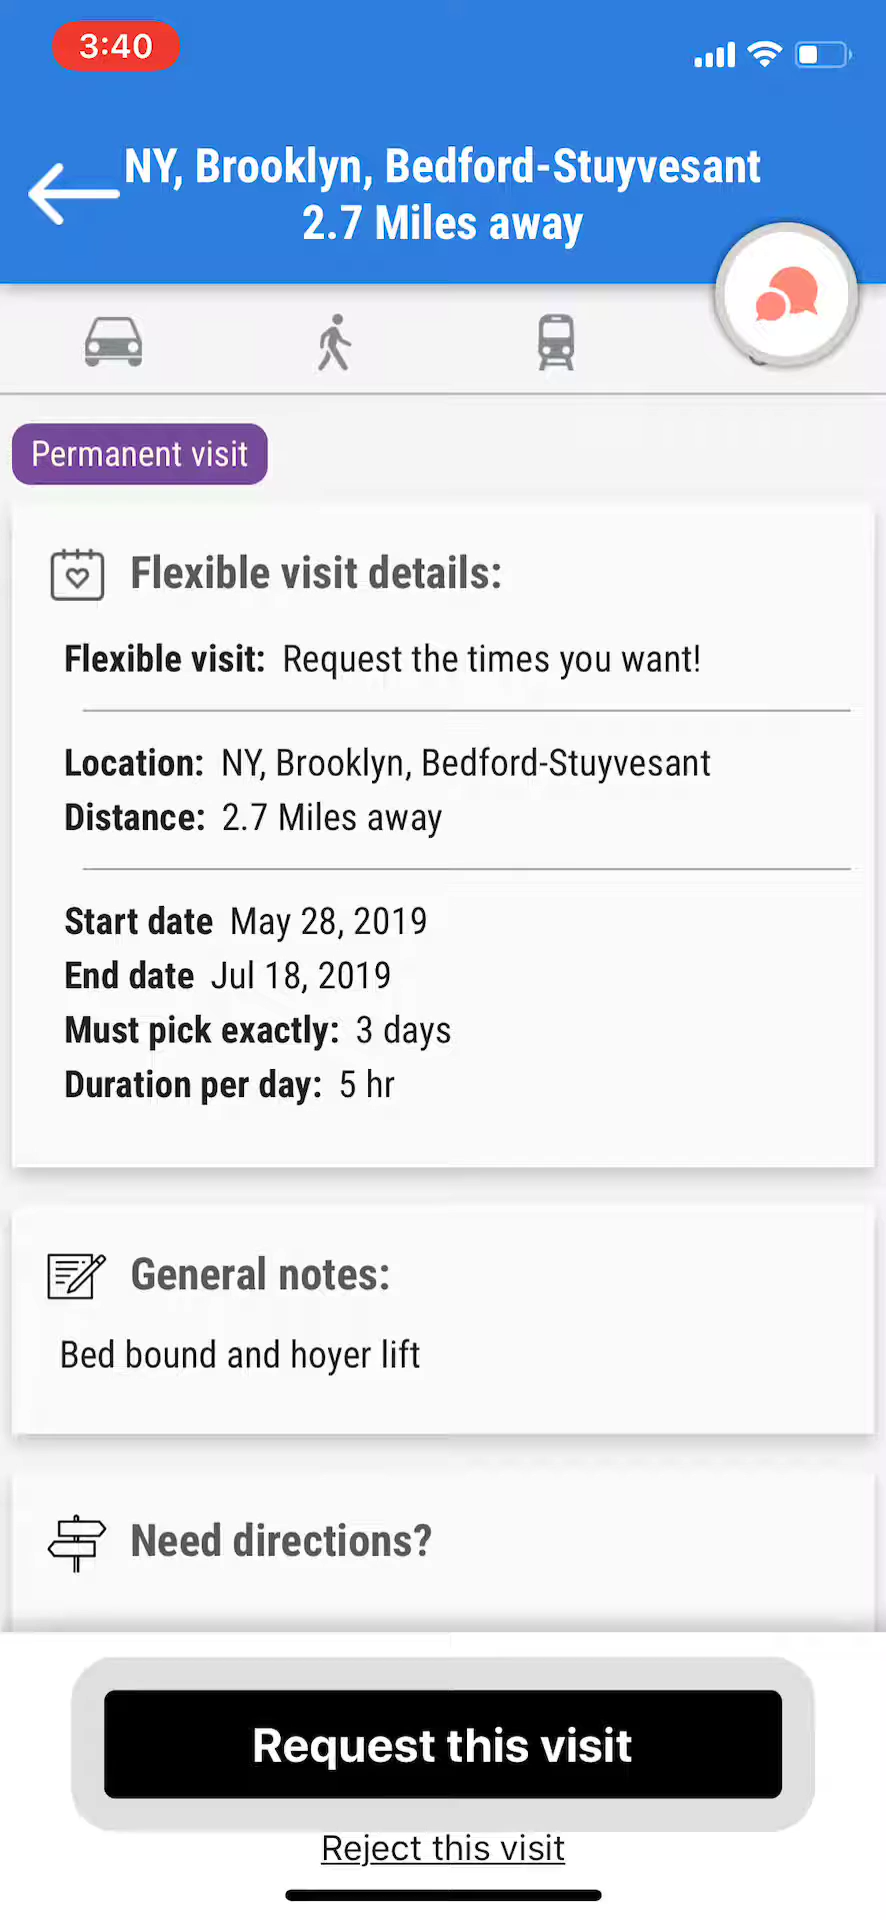 3:40
NY, Brooklyn, Bedford-Stuyvesant
2.7 Miles away
Permanent visit
Flexible visit details:
Flexible visit: Request the times you want!
Location: NY, Brooklyn, Bedford-Stuyvesant
Distance: 2.7 Miles away
Start date May 28, 2019
End date Jul 18, 2019
Must pick exactly: 3 days
Duration per day: 5 hr
General notes:
Bed bound and hoyer lift
Need directions?
Request this visit
Reject this visit